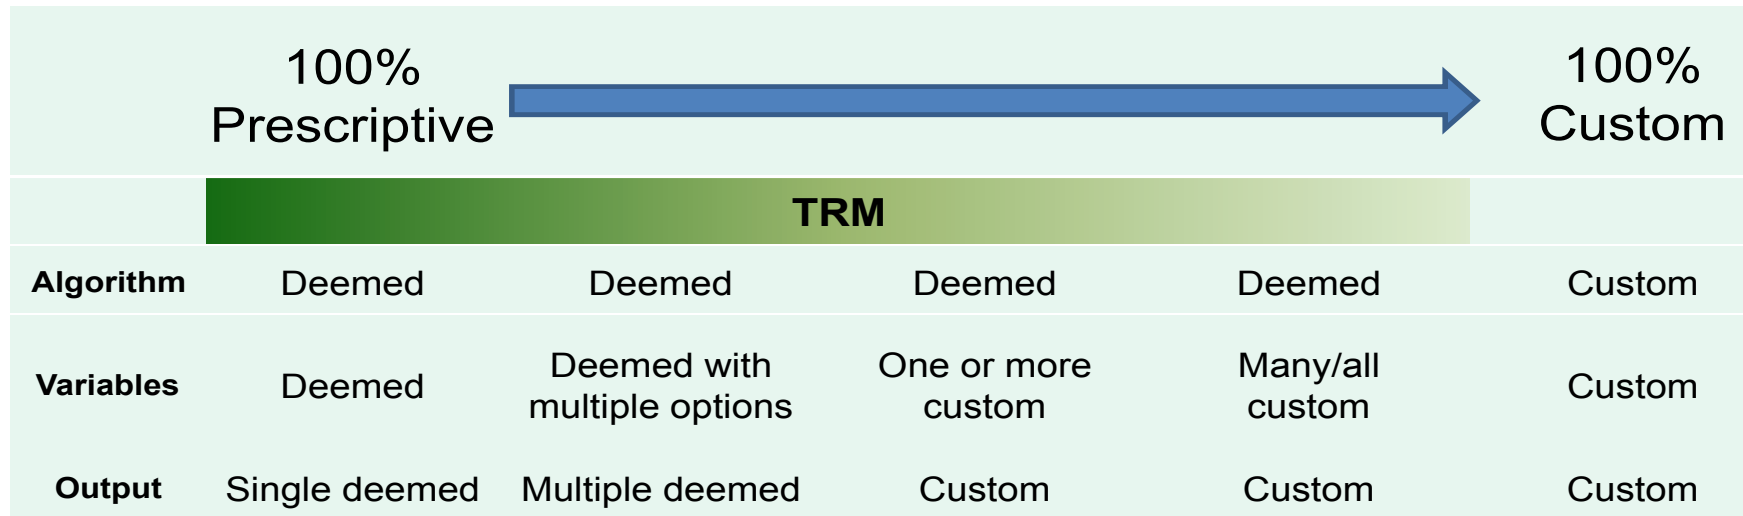 100%
Prescriptive
100%
Custom
TRM
Algorithm Deemed Deemed Deemed Deemed Custom
Variables Deemed Deemed with multiple options One or more custom Many/all custom Custom
Output Single deemed Multiple deemed Custom Custom Custom